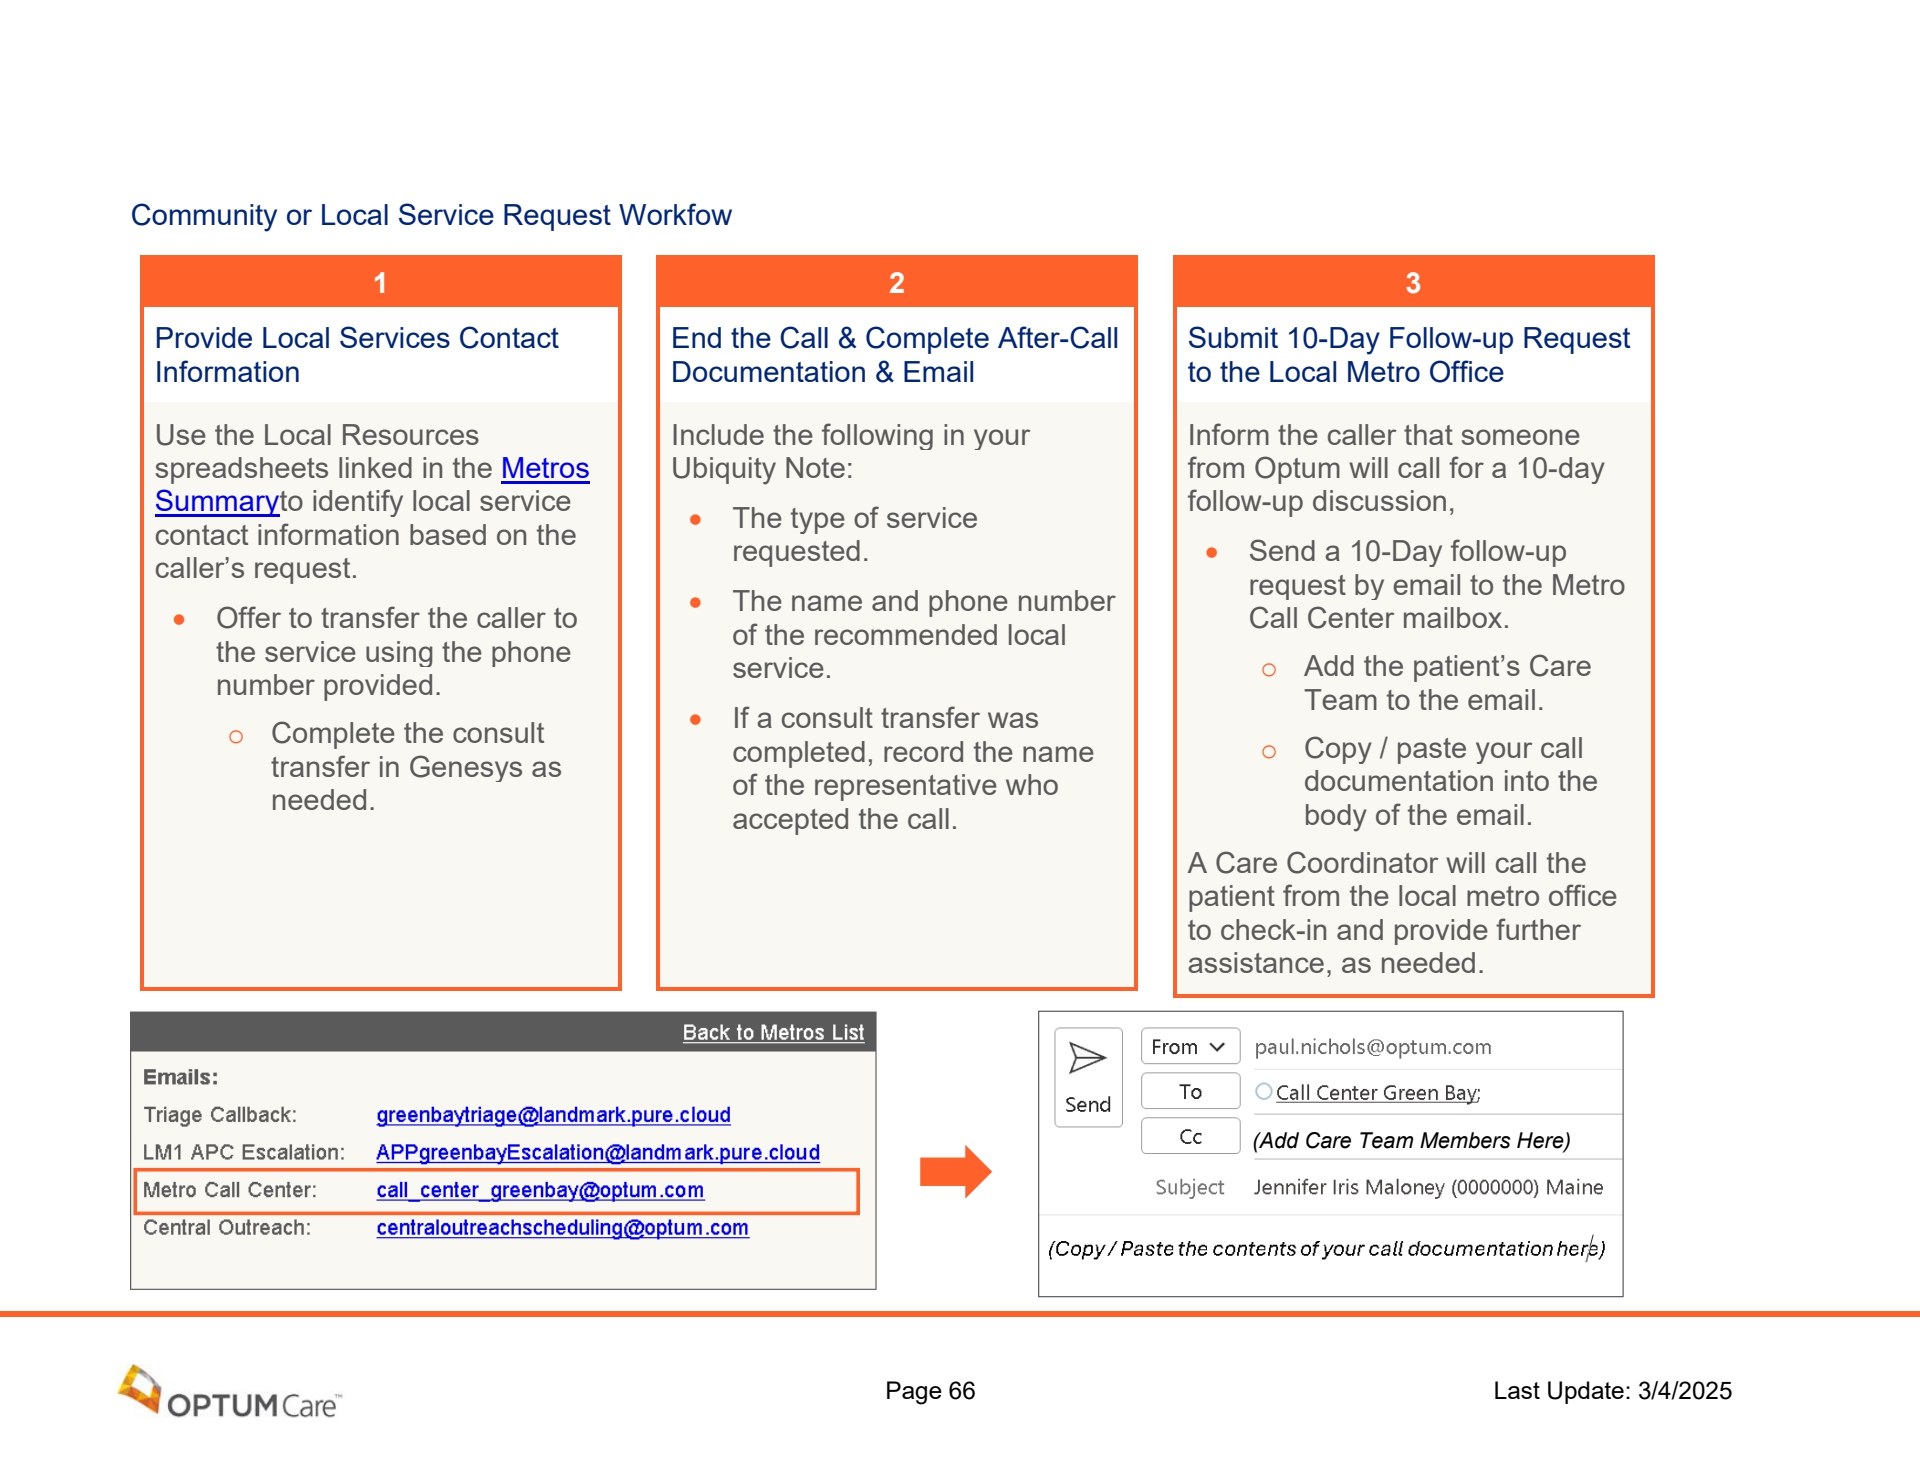 Community or Local Service Request Workfow
1
Provide Local Services Contact
Information
Use the Local Resources
spreadsheets linked in the Metros
Summaryto identify local service
contact information based on the
caller’s request.
• Offer to transfer the caller to
the service using the phone
number provided.
o Complete the consult
transfer in Genesys as
needed.
2
End the Call & Complete After-Call
Documentation & Email
Include the following in your
Ubiquity Note:
• The type of service
requested.
• The name and phone number
of the recommended local
service.
• If a consult transfer was
completed, record the name
of the representative who
accepted the call.
3
Submit 10-Day Follow-up Request
to the Local Metro Office
Inform the caller that someone
from Optum will call for a 10-day
follow-up discussion,
• Send a 10-Day follow-up
request by email to the Metro
Call Center mailbox.
o Add the patient’s Care
Team to the email.
o Copy / paste your call
documentation into the
body of the email.
A Care Coordinator will call the
patient from the local metro office
to check-in and provide further
assistance, as needed.
Back to Metros List
Emails:
Triage Callback: greenbaytriage@landmark.pure.cloud
LM1 APC Escalation: APPgreenbayEscalation@landmark.pure.cloud
Metro Call Center: call_center_greenbay@optum.com
Central Outreach: centraloutreachscheduling@optum.com
Send
From paul.nichols@optum.com
To Call Center Green Bay;
Cc (Add Care Team Members Here)
Subject Jennifer Iris Maloney (0000000) Maine
(Copy / Paste the contents of your call documentation here)
OPTUM Care™
Page 66
Last Update: 3/4/2025